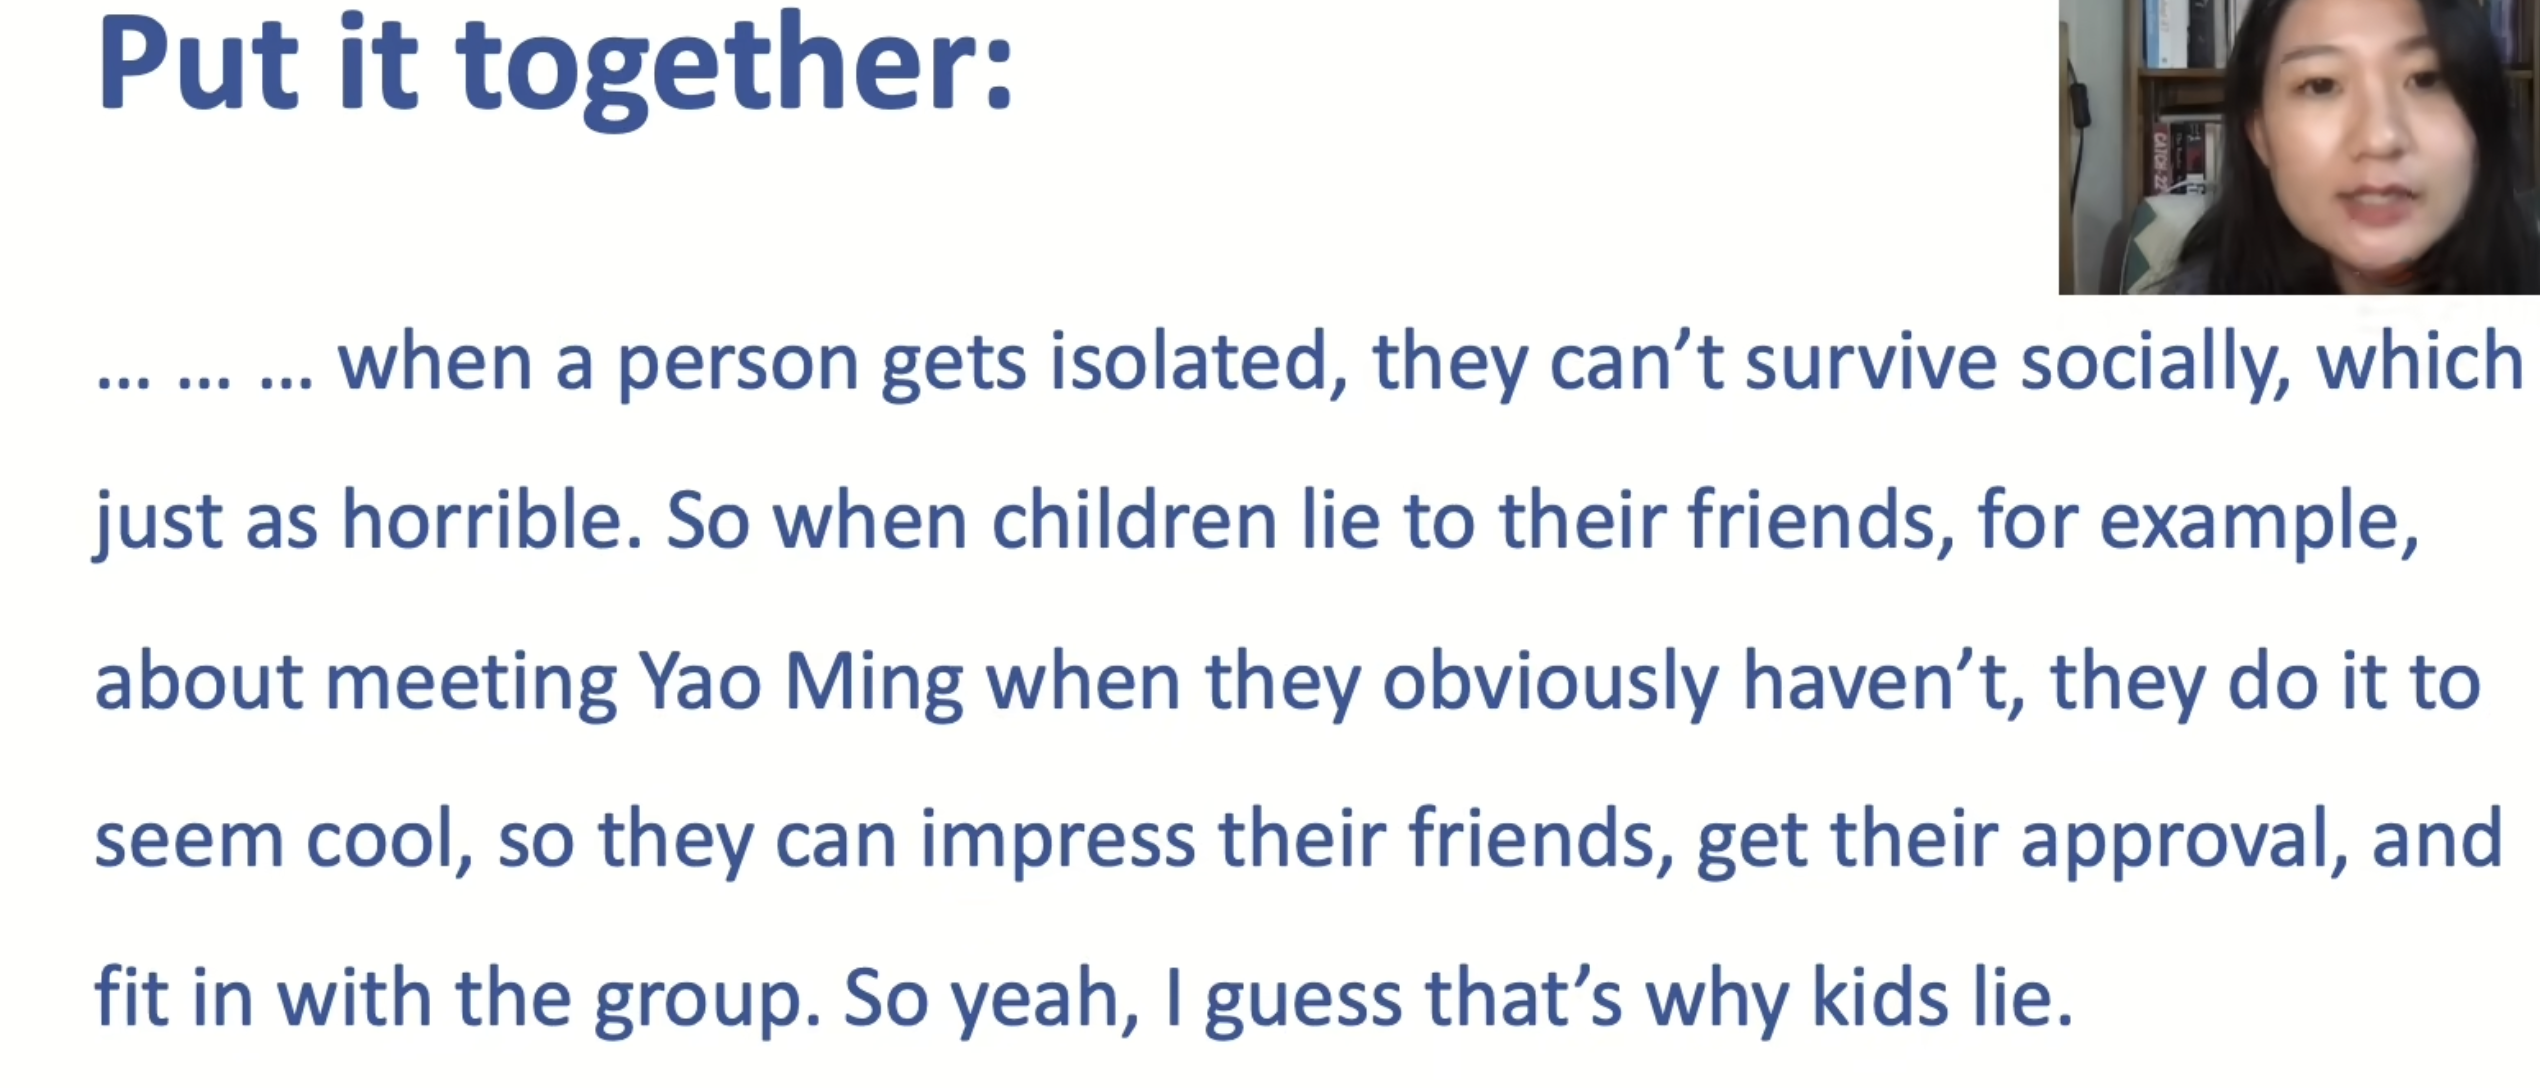 Put it together:
CATCH-22
... ... ... when a person gets isolated, they can’t survive socially, which
just as horrible. So when children lie to their friends, for example,
about meeting Yao Ming when they obviously haven’t, they do it to
seem cool, so they can impress their friends, get their approval, and
fit in with the group. So yeah, I guess that’s why kids lie.